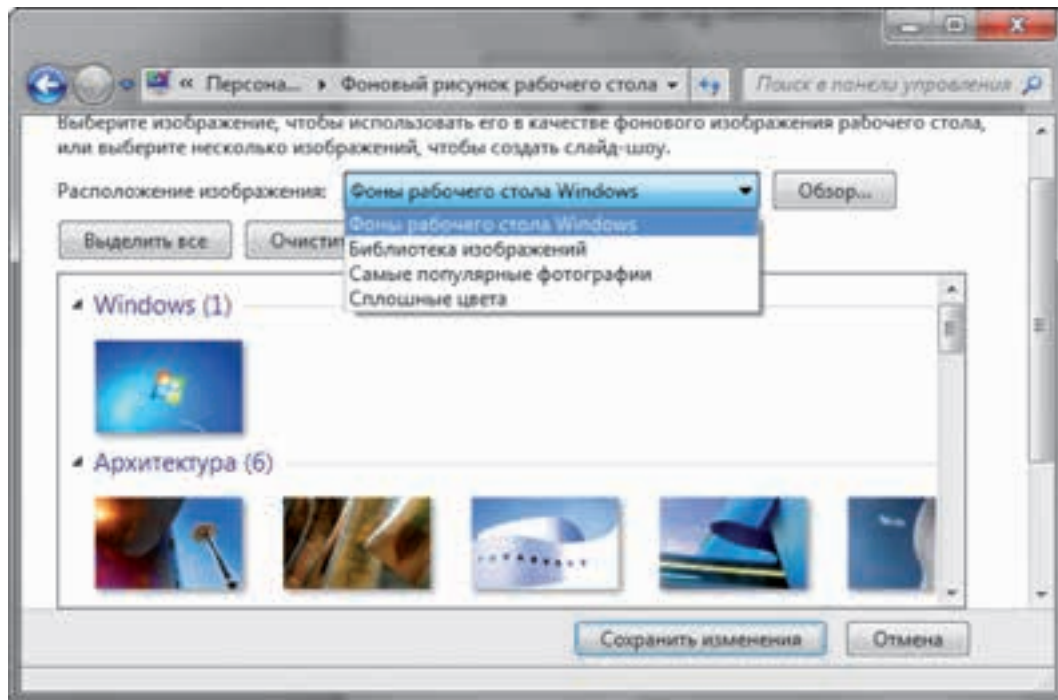 « Персона... ▸ Фоновый рисунок рабочего стола
Поиск в панели управления
Выберите изображение, чтобы использовать его в качестве фонового изображения рабочего стола,
или выберите несколько изображений, чтобы создать слайд-шоу.
Расположение изображения: Фоны рабочего стола Windows Обзор...
Фоны рабочего стола Windows
Выделить все Очистит
Библиотека изображений
Самые популярные фотографии
Сплошные цвета
Windows (1)
Архитектура (6)
Сохранить изменения Отмена